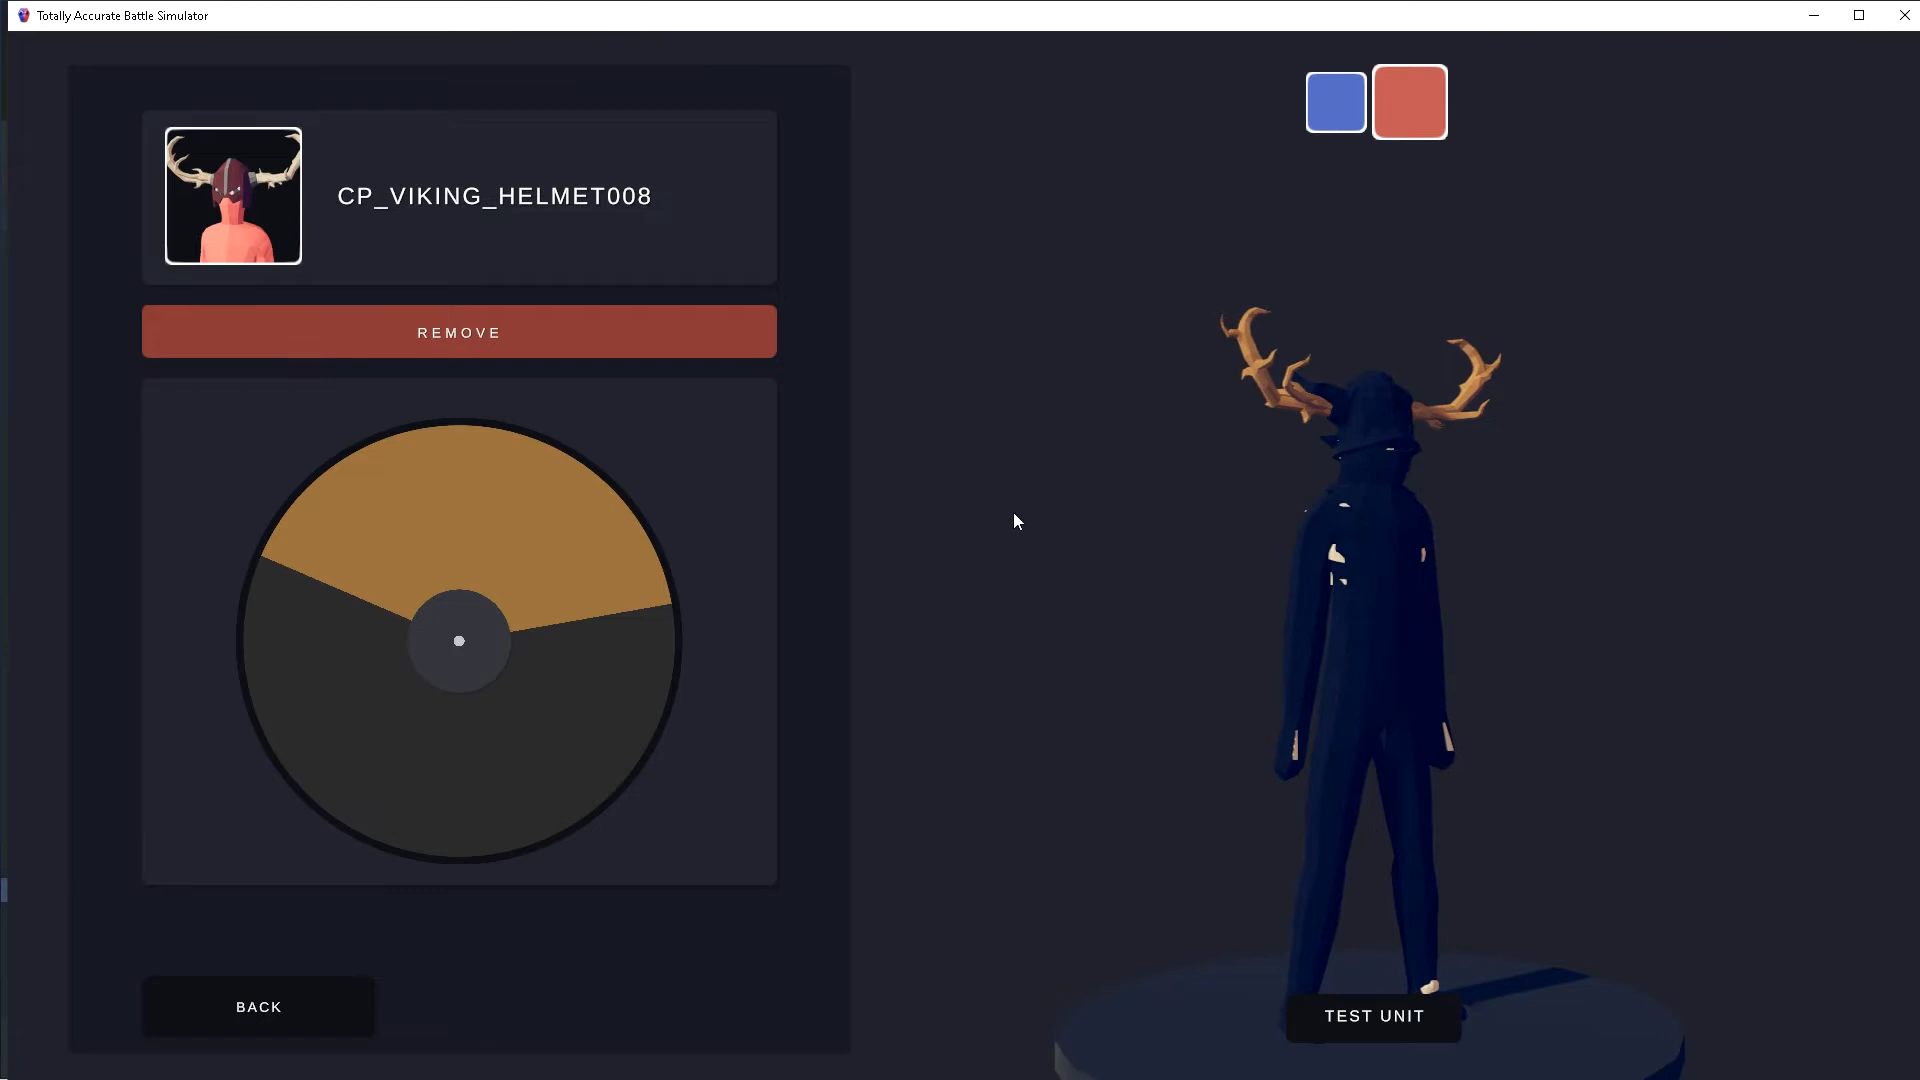 Totally Accurate Battle Simulator
CP_VIKING_HELMET008
REMOVE
BACK
TEST UNIT